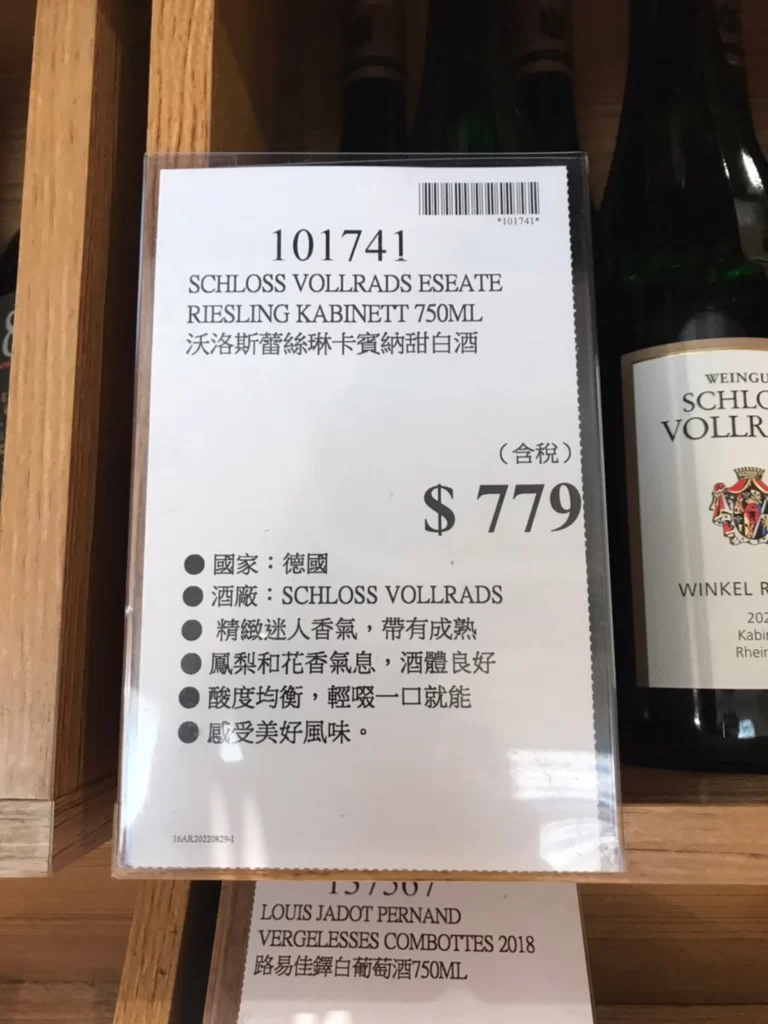 *101741*
101741
SCHLOSS VOLLRADS ESEATE
RIESLING KABINETT 750ML
沃洛斯蕾絲琳卡賓納甜白酒
（含稅）
$ 779
● 國家：德國
● 酒廠：SCHLOSS VOLLRADS
● 精緻迷人香氣，帶有成熟
● 鳳梨和花香氣息，酒體良好
● 酸度均衡，輕啜一口就能
● 感受美好風味。
16AR20220829-1
WEINGU
SCHLO
VOLLR
WINKEL R
202
Kabin
Rhein
LOUIS JADOT PERNAND
VERGELESSES COMBOTTES 2018
路易佳鐸白葡萄酒750ML